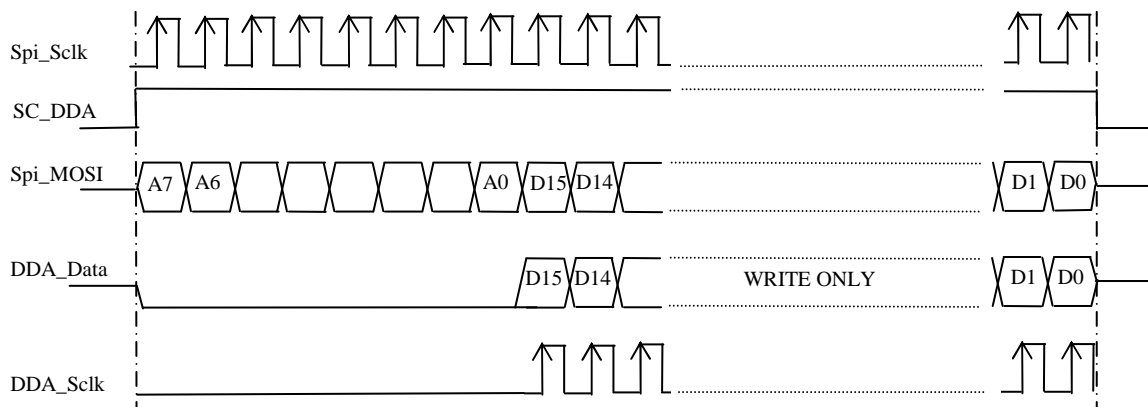 Spi_Sclk
SC_DDA
Spi_MOSI A7 A6 A0 D15 D14 D1 D0
DDA_Data D15 D14 WRITE ONLY D1 D0
DDA_Sclk